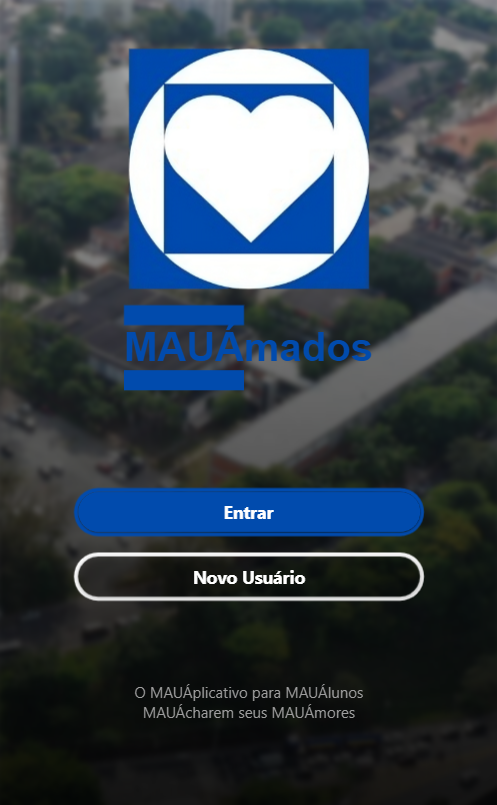 MAUÁmados
Entrar
Novo Usuário
O MAUÁplicativo para MAUÁlunos
MAUÁcharem seus MAUÁmores